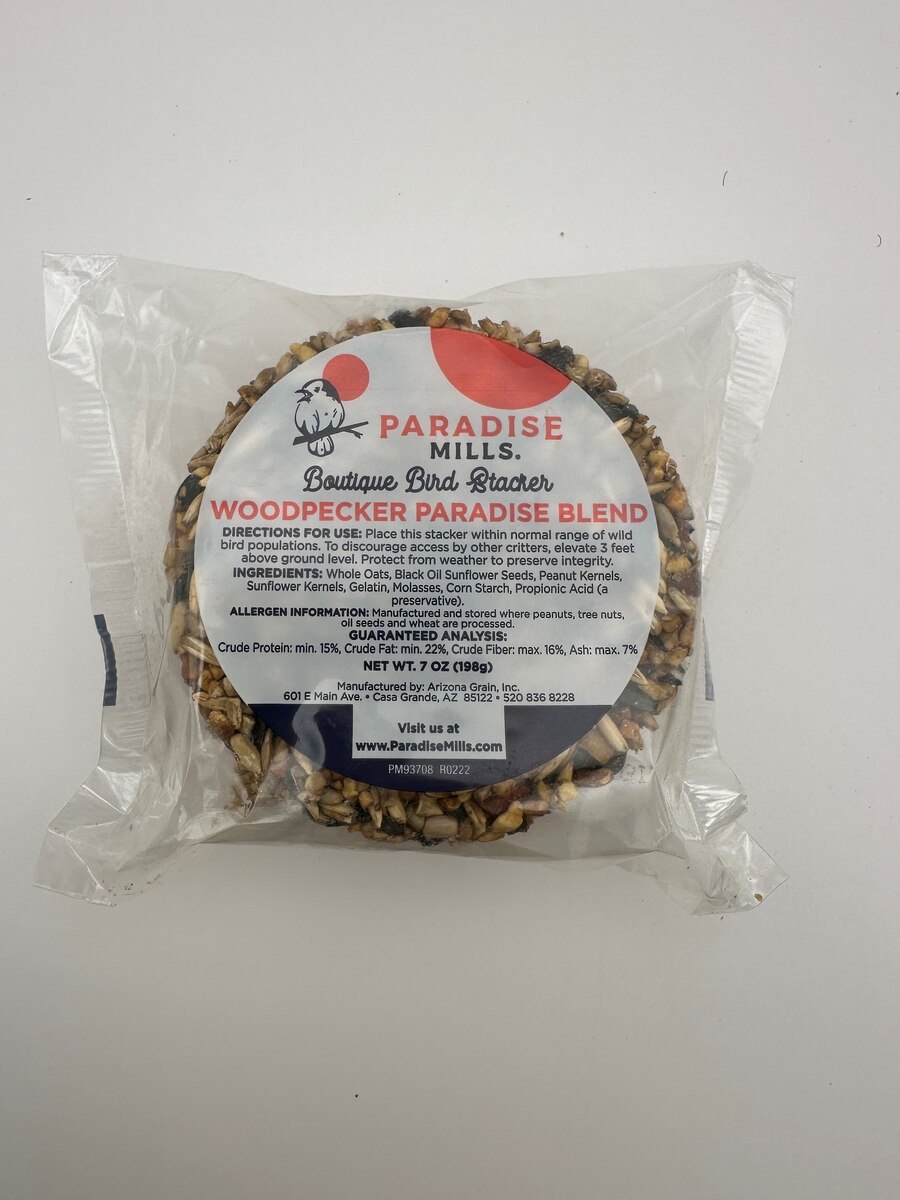 PARADISE
MILLS.
Boutique Bird Stacker
WOODPECKER PARADISE BLEND
DIRECTIONS FOR USE: Place this stacker within normal range of wild
bird populations. To discourage access by other critters, elevate 3 feet
above ground level. Protect from weather to preserve integrity.
INGREDIENTS: Whole Oats, Black Oil Sunflower Seeds, Peanut Kernels,
Sunflower Kernels, Gelatin, Molasses, Corn Starch, Propionic Acid (a
preservative).
ALLERGEN INFORMATION: Manufactured and stored where peanuts, tree nuts,
oil seeds and wheat are processed.
GUARANTEED ANALYSIS:
Crude Protein: min. 15%, Crude Fat: min. 22%, Crude Fiber: max. 16%, Ash: max. 7%
NET WT. 7 OZ (198g)
Manufactured by: Arizona Grain, Inc.
601 E Main Ave. • Casa Grande, AZ 85122 • 520 836 8228
Visit us at
www.ParadiseMills.com
PM93708 R0222